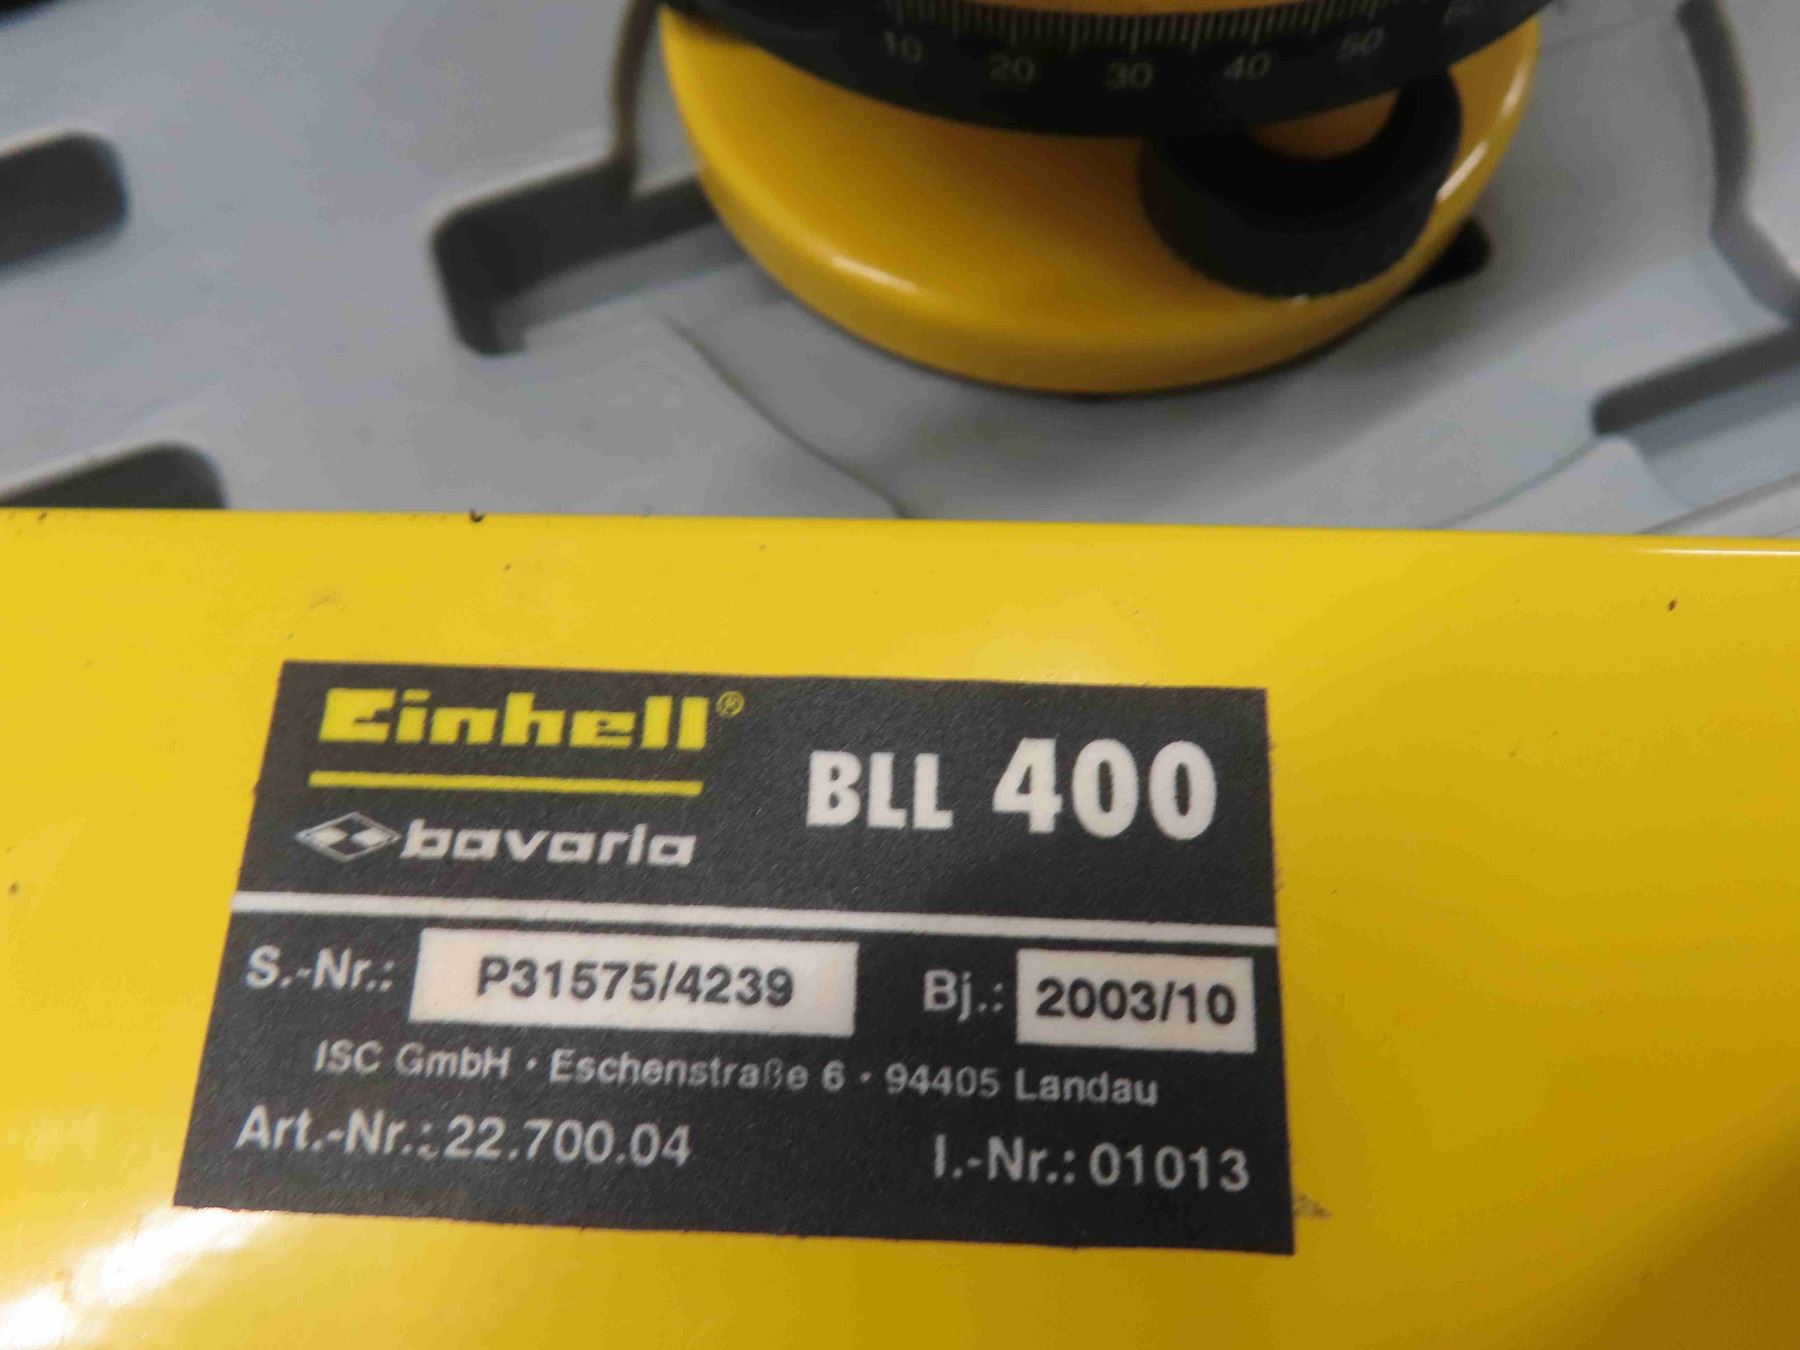 10 20 30 40 50
Einhell®
BLL 400
bavaria
S.-Nr.: P31575/4239 Bj.: 2003/10
ISC GmbH · Eschenstraße 6 · 94405 Landau
Art.-Nr.: 22.700.04 I.-Nr.: 01013